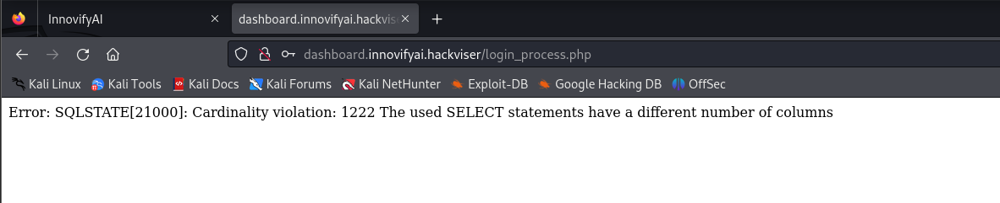 InnovifyAI
dashboard.innovifyai.hackvis
dashboard.innovifyai.hackviser/login_process.php
Kali Linux Kali Tools Kali Docs Kali Forums Kali NetHunter Exploit-DB Google Hacking DB OffSec
Error: SQLSTATE[21000]: Cardinality violation: 1222 The used SELECT statements have a different number of columns